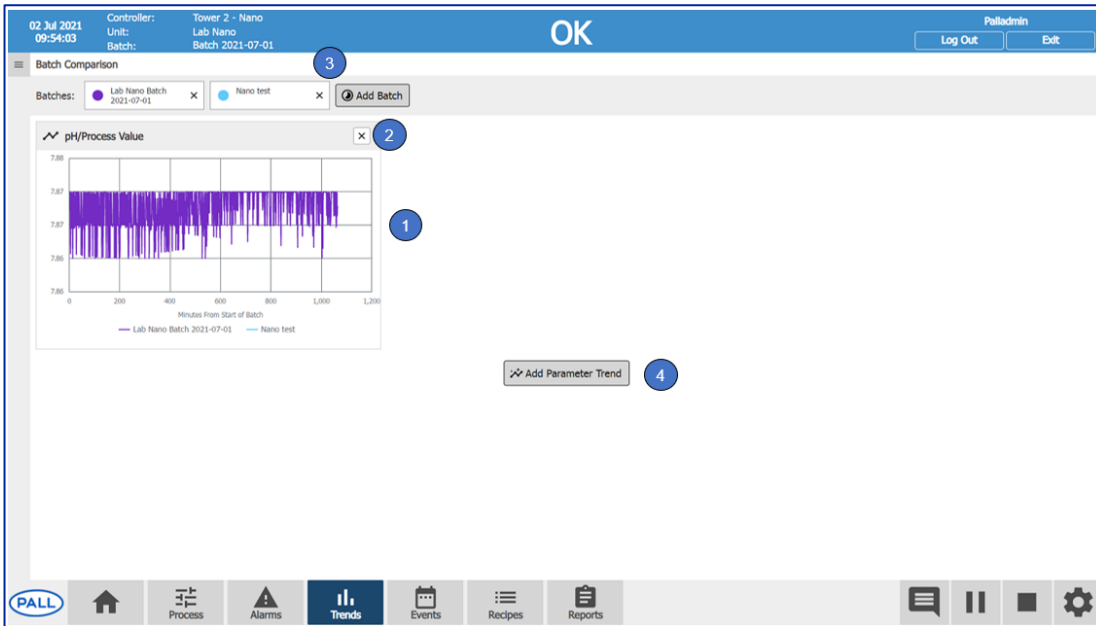 02 Jul 2021
09:54:03
Controller: Tower 2 - Nano
Unit: Lab Nano
Batch: Batch 2021-07-01
OK
Palladmin
Log Out
Exit
Batch Comparison
3
Batches:
Lab Nano Batch
2021-07-01
Nano test
Add Batch
pH/Process Value
2
7.88
7.87
7.87
7.86
7.86
1
0 200 400 600 800 1,000 1,200
Minutes From Start of Batch
Lab Nano Batch 2021-07-01 Nano test
Add Parameter Trend
4
PALL
Process
Alarms
Trends
Events
Recipes
Reports